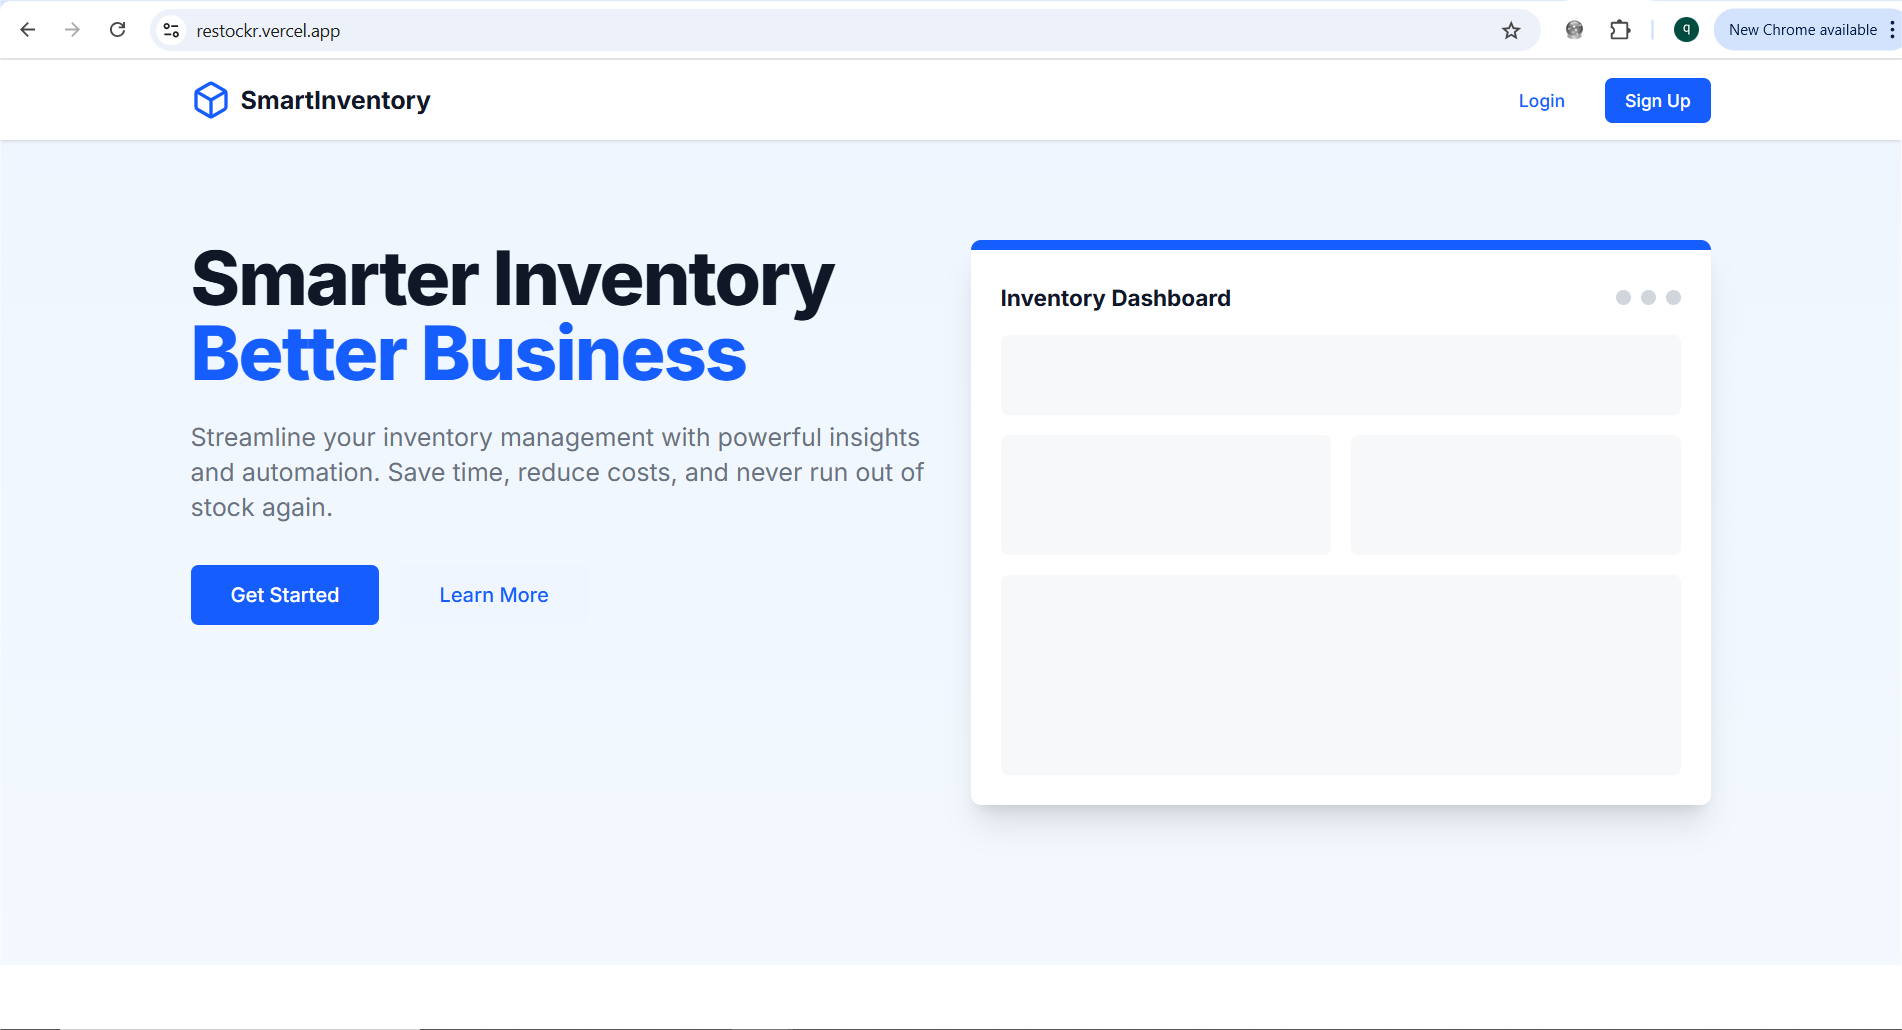 restockr.vercel.app
q
New Chrome available
SmartInventory
Login
Sign Up
Smarter Inventory
Better Business
Streamline your inventory management with powerful insights
and automation. Save time, reduce costs, and never run out of
stock again.
Get Started
Learn More
Inventory Dashboard